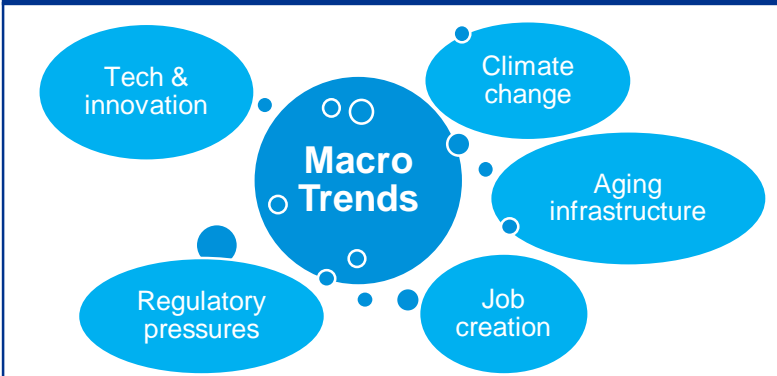 Tech &
innovation
Climate
change
Macro
Trends
Aging
infrastructure
Regulatory
pressures
Job
creation